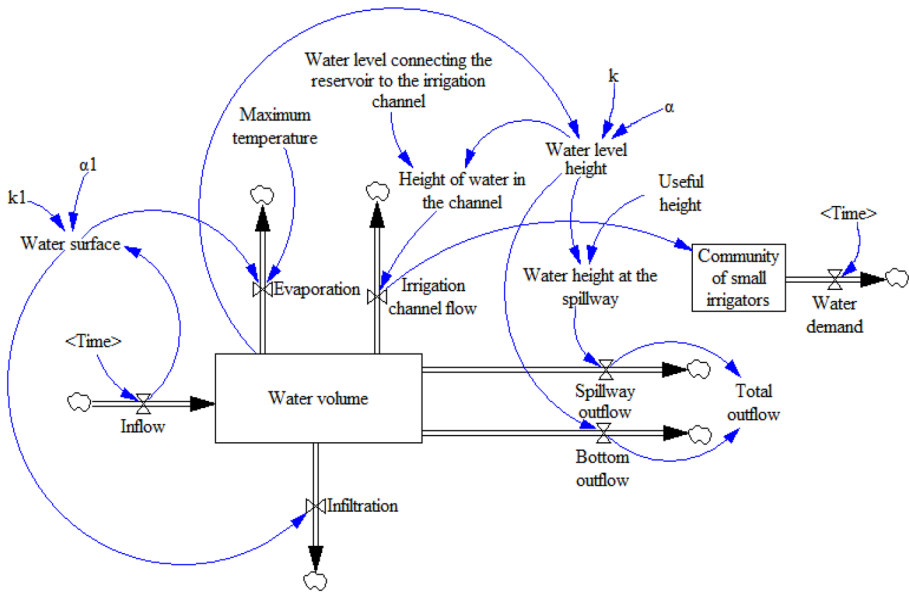 Water level connecting the
reservoir to the irrigation
channel
k
α
Maximum
temperature
Water level
height
α1
k1
Height of water in
the channel
Useful
height
<Time>
Water surface
Community
of small
irrigators
Water height at the
spillway
Evaporation
Irrigation
channel flow
Water
demand
<Time>
Water volume
Spillway
outflow
Total
outflow
Inflow
Bottom
outflow
Infiltration